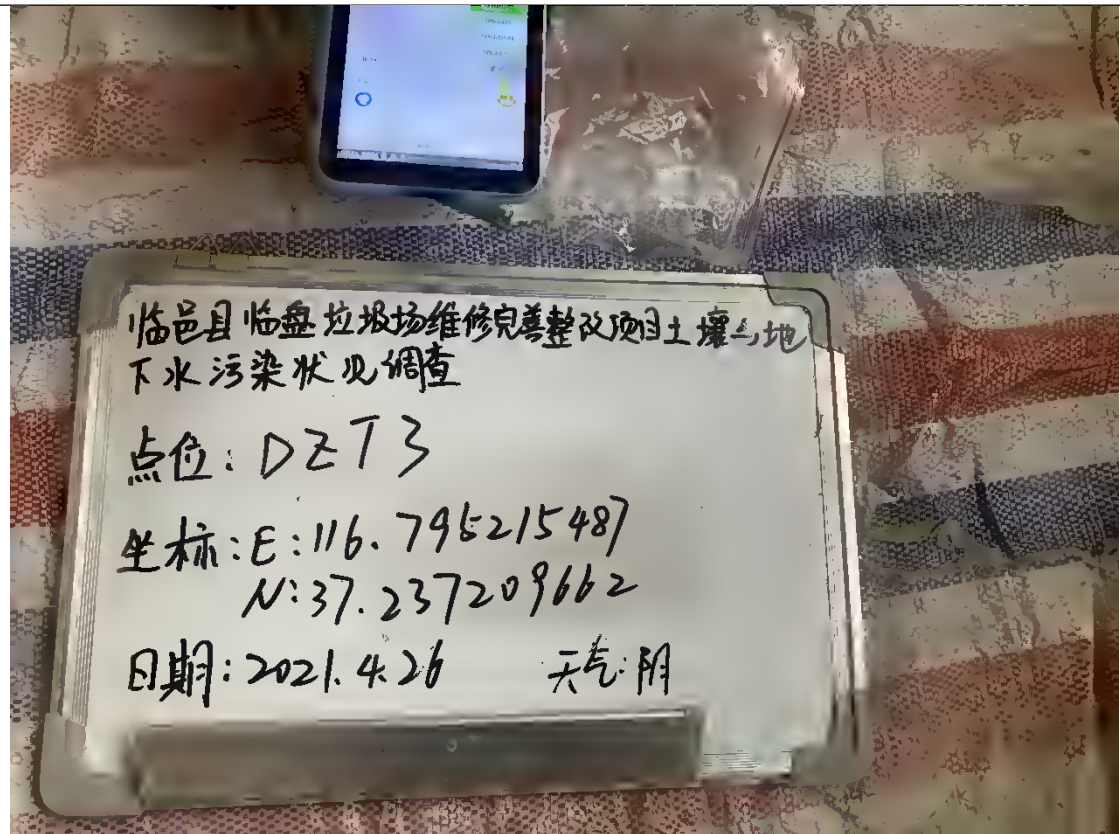 临邑县临盘垃圾场维修完善整改项目土壤与地
下水污染状况调查
点位：DZT3
坐标：E：116.795215487
N：37.237209662
日期：2021.4.26 天气：阴